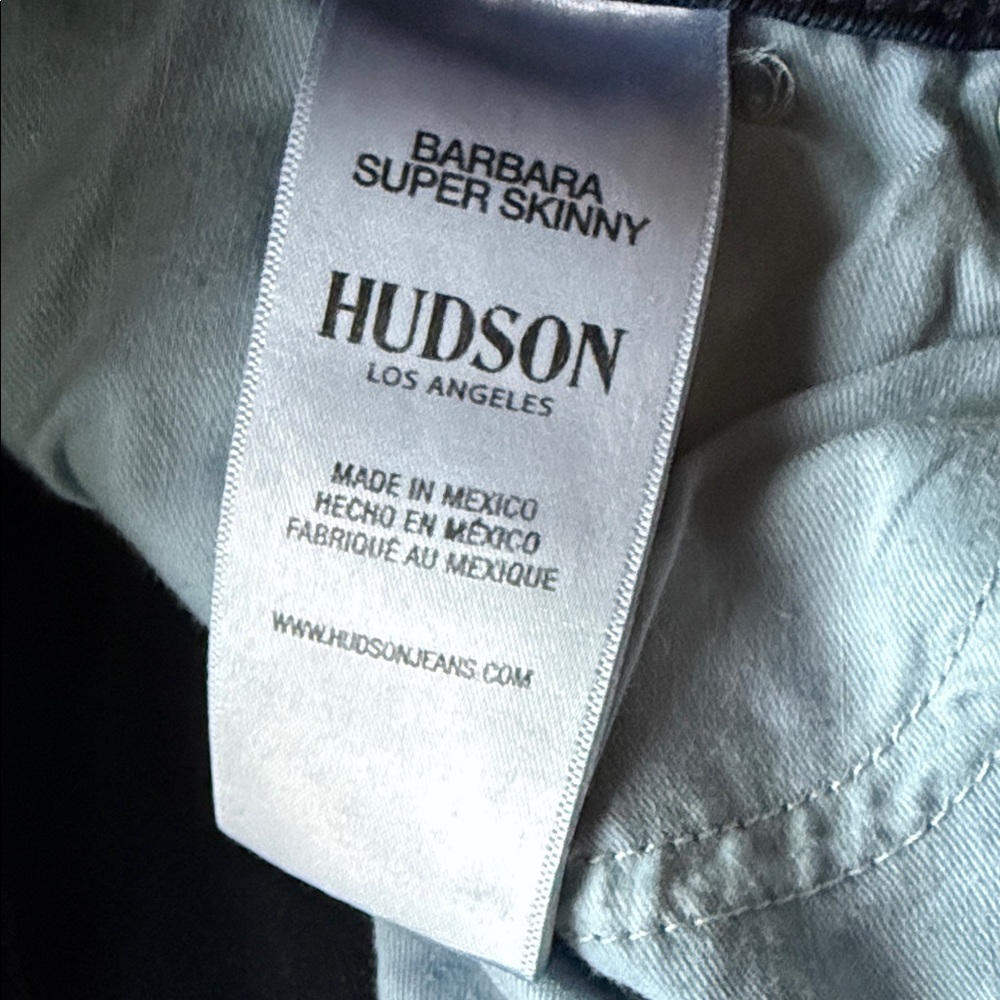 BARBARA
SUPER SKINNY
HUDSON
LOS ANGELES
MADE IN MEXICO
HECHO EN MÉXICO
FABRIQUÉ AU MEXIQUE
WWW.HUDSONJEANS.COM